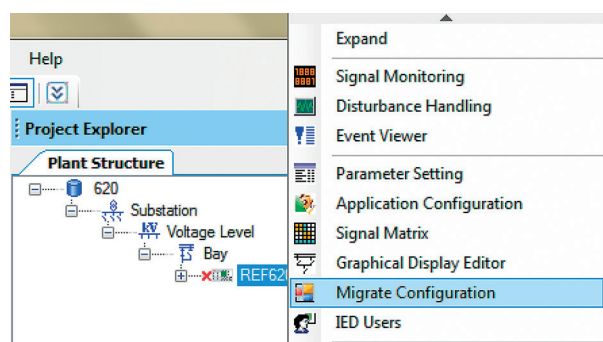 Help
Project Explorer
Plant Structure
620
Substation
Voltage Level
Bay
REF620
Expand
Signal Monitoring
Disturbance Handling
Event Viewer
Parameter Setting
Application Configuration
Signal Matrix
Graphical Display Editor
Migrate Configuration
IED Users